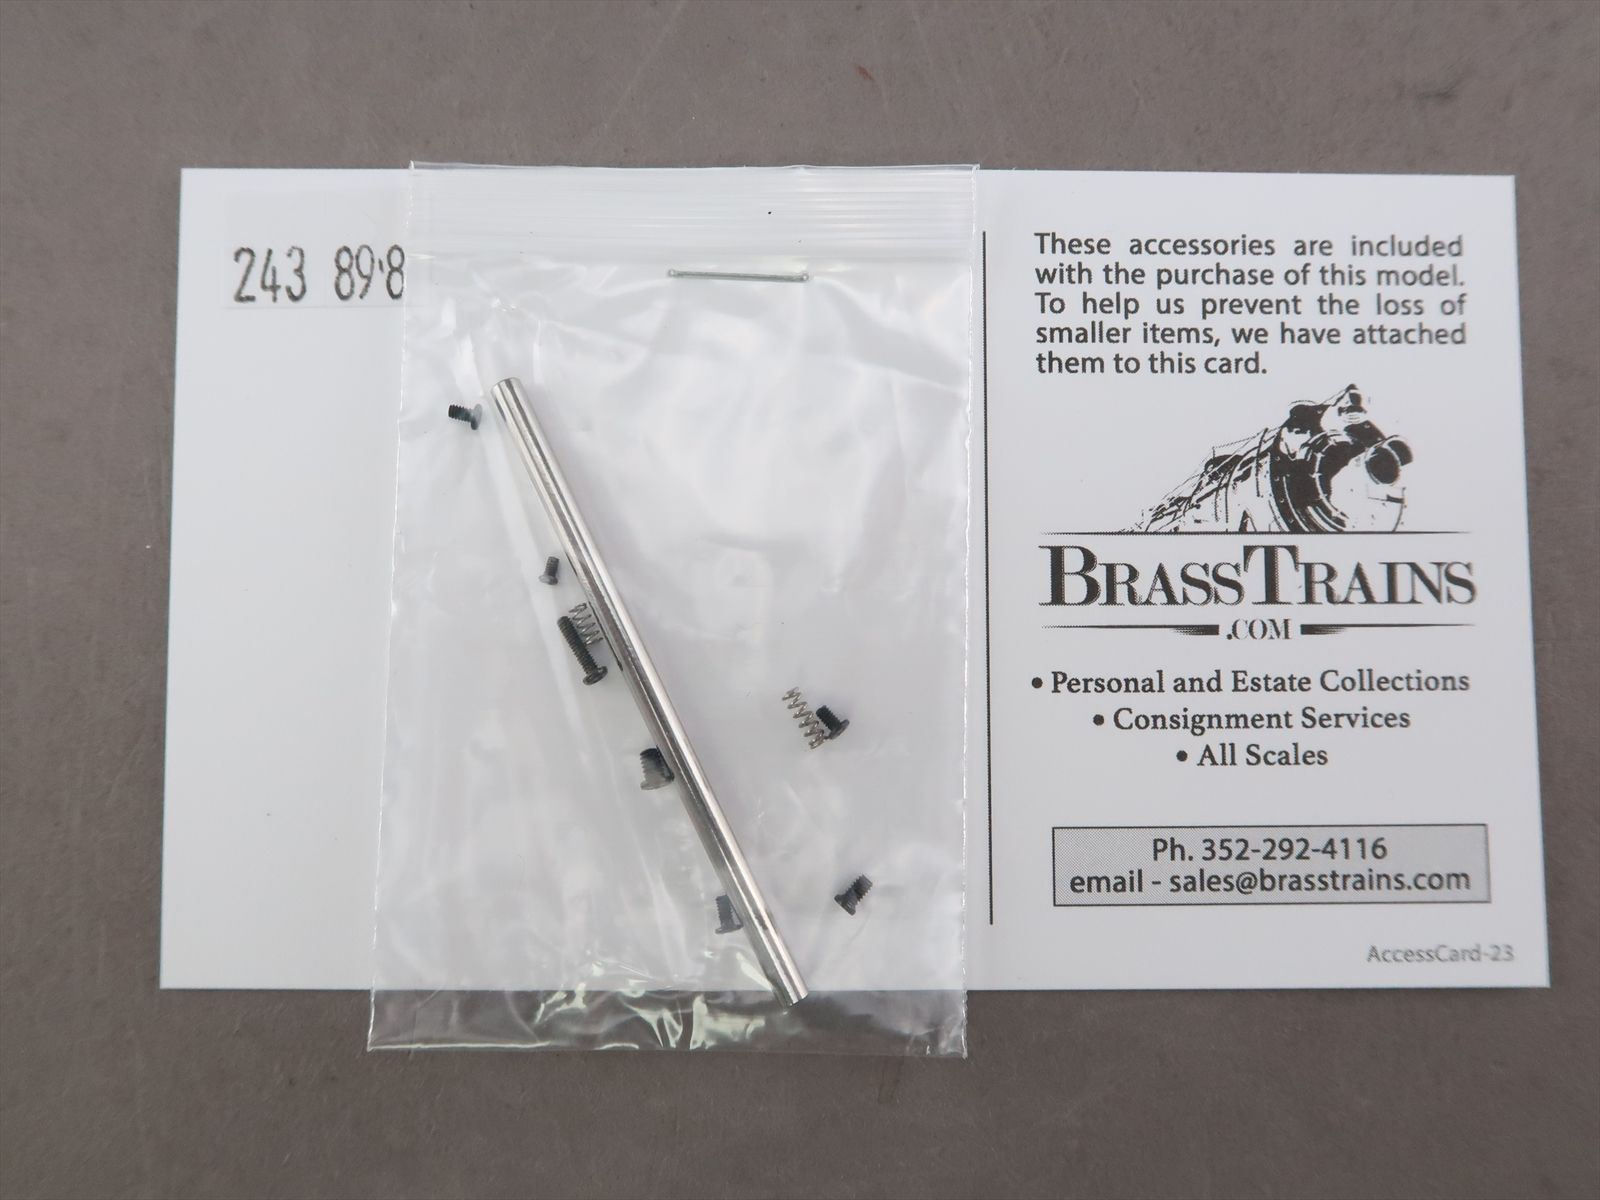 243 89·8
These accessories are included
with the purchase of this model.
To help us prevent the loss of
smaller items, we have attached
them to this card.
BRASSTRAINS
.COM
• Personal and Estate Collections
• Consignment Services
• All Scales
Ph. 352-292-4116
email - sales@brasstrains.com
AccessCard-23